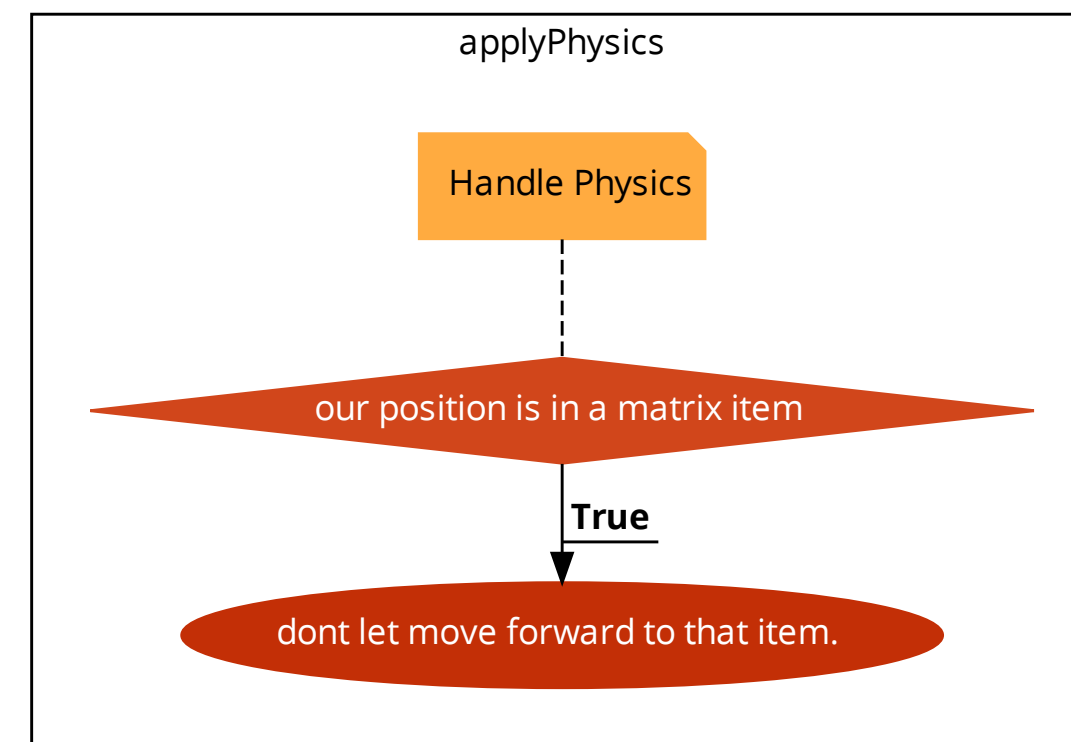 applyPhysics
Handle Physics
our position is in a matrix item
True
dont let move forward to that item.